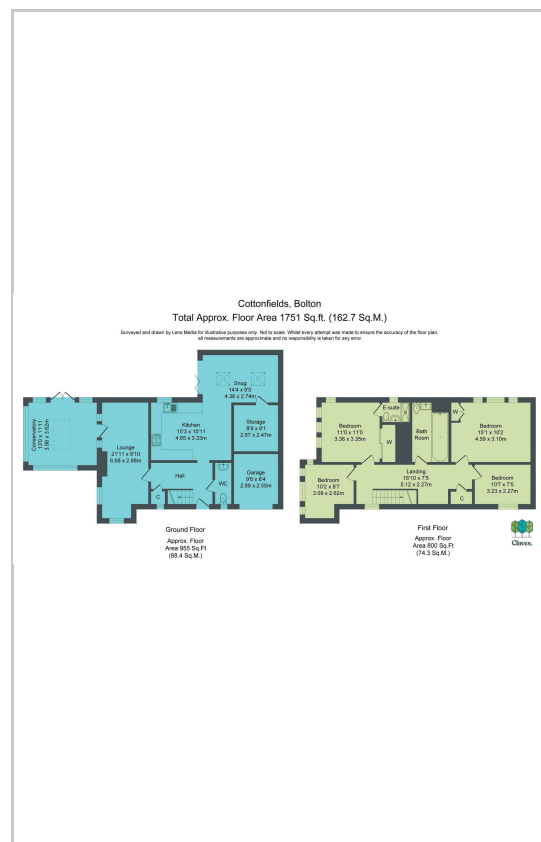 Cottonfields, Bolton
Total Approx. Floor Area 1751 Sq.ft. (162.7 Sq.M.)
Surveyed and drawn by Lens Media for illustrative purposes only. Not to scale. Whilst every attempt was made to ensure the accuracy of the floor plan,
all measurements are approximate and no responsibility is taken for any error.
Snug
14'4 x 9'0
4.36 x 2.74m
Conservatory
13'0 x 11'11
3.96 x 3.62m
Kitchen
15'3 x 10'11
4.65 x 3.33m
Storage
8'9 x 8'1
2.67 x 2.47m
Lounge
21'11 x 8'10
6.68 x 2.68m
Hall
WC
C
Garage
9'6 x 8'4
2.89 x 2.55m
Ground Floor
Approx. Floor
Area 955 Sq.Ft
(88.4 Sq.M.)
E-suite
Bedroom
11'0 x 11'0
3.36 x 3.35m
W
Bath
Room
W
Bedroom
15'1 x 10'2
4.59 x 3.10m
Bedroom
10'2 x 8'7
3.09 x 2.62m
Landing
16'10 x 7'5
5.12 x 2.27m
C
Bedroom
10'7 x 7'5
3.23 x 2.27m
First Floor
Approx. Floor
Area 800 Sq.Ft
(74.3 Sq.M.)